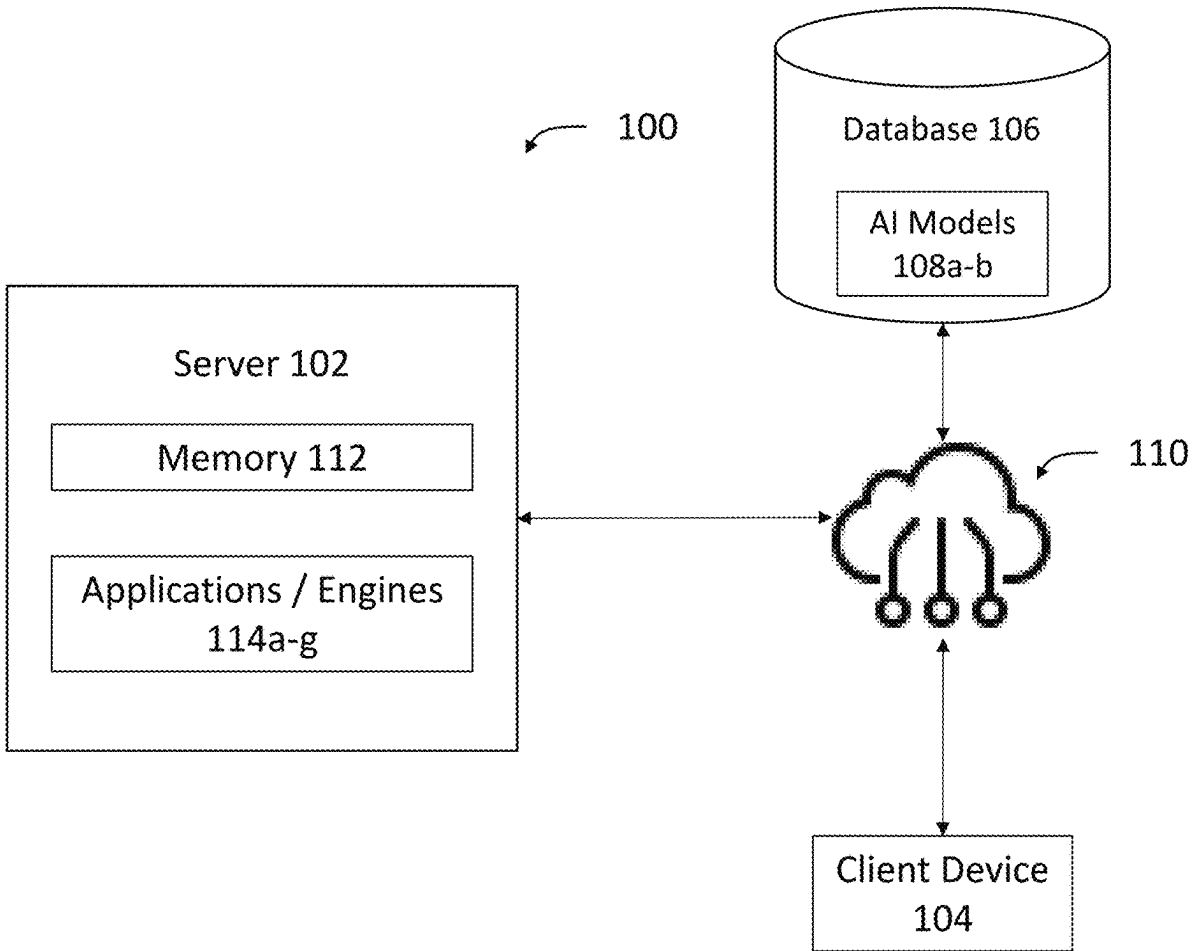 100
Database 106
AI Models
108a-b
Server 102
Memory 112
Applications / Engines
114a-g
110
Client Device
104